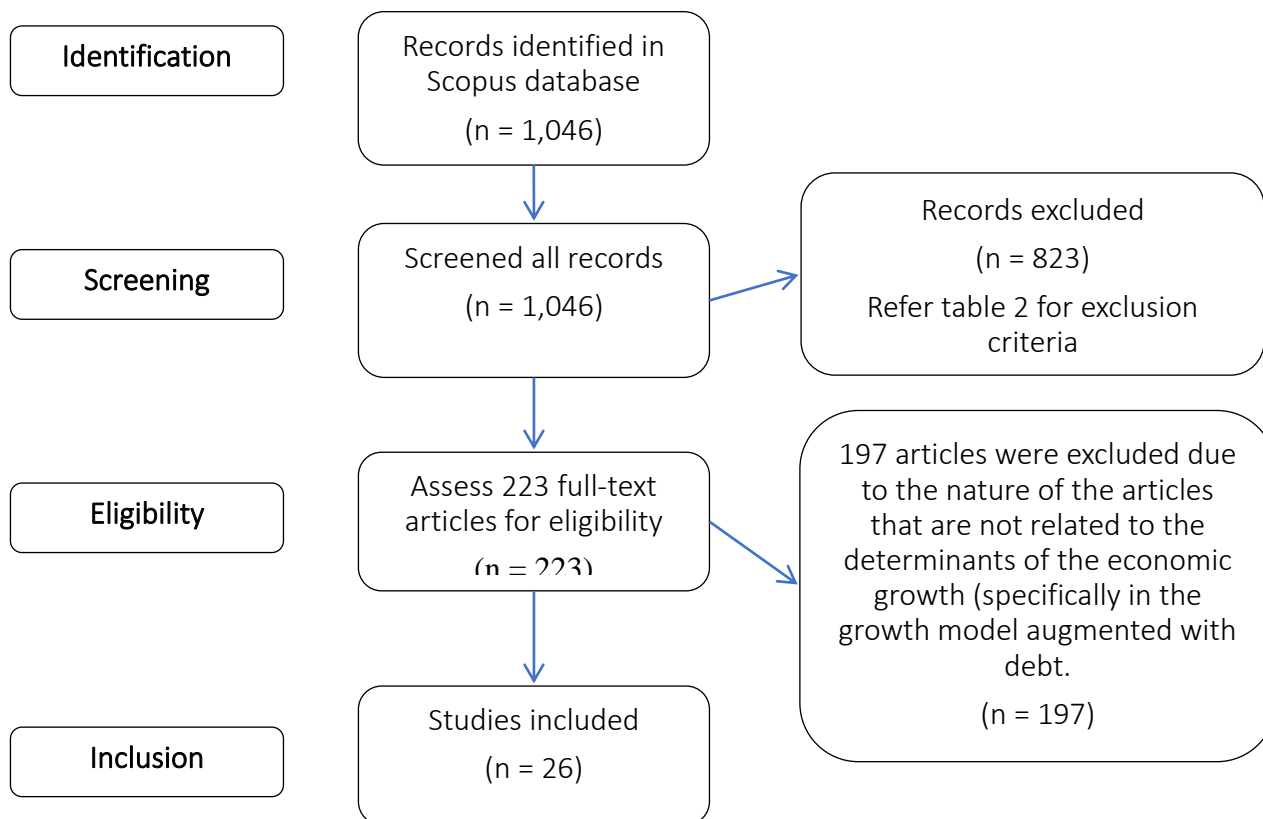 Identification
Records identified in
Scopus database
(n = 1,046)
Screening
Screened all records
(n = 1,046)
Records excluded
(n = 823)
Refer table 2 for exclusion
criteria
Eligibility
Assess 223 full-text
articles for eligibility
(n = 223)
197 articles were excluded due
to the nature of the articles
that are not related to the
determinants of the economic
growth (specifically in the
growth model augmented with
debt.
(n = 197)
Inclusion
Studies included
(n = 26)